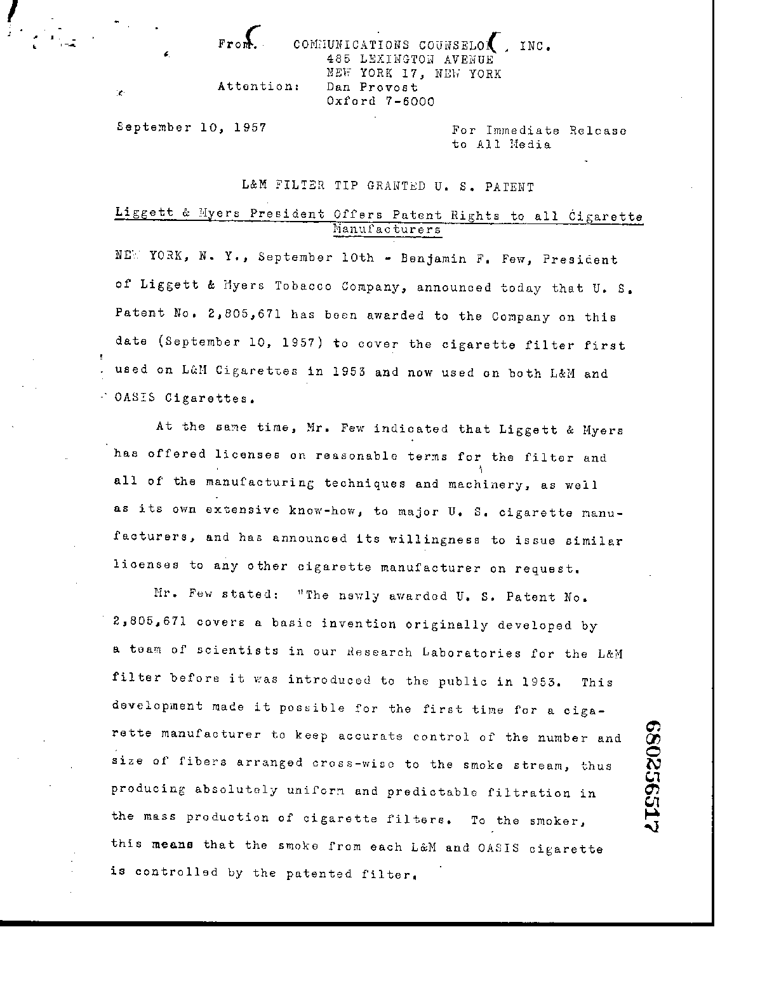 From: COMMUNICATIONS COUNSELOR, INC.
485 LEXINGTON AVENUE
NEW YORK 17, NEW YORK
Attention: Dan Provost
Oxford 7-6000
September 10, 1957 For Immediate Release
to All Media
L&M FILTER TIP GRANTED U. S. PATENT
Liggett & Myers President Offers Patent Rights to all Cigarette
Manufacturers
NEW YORK, N. Y., September 10th - Benjamin F. Few, President
of Liggett & Myers Tobacco Company, announced today that U. S.
Patent No. 2,805,671 has been awarded to the Company on this
date (September 10, 1957) to cover the cigarette filter first
used on L&M Cigarettes in 1953 and now used on both L&M and
OASIS Cigarettes.
At the same time, Mr. Few indicated that Liggett & Myers
has offered licenses on reasonable terms for the filter and
all of the manufacturing techniques and machinery, as well
as its own extensive know-how, to major U. S. cigarette manu-
facturers, and has announced its willingness to issue similar
licenses to any other cigarette manufacturer on request.
Mr. Few stated: "The newly awarded U. S. Patent No.
2,805,671 covers a basic invention originally developed by
a team of scientists in our Research Laboratories for the L&M
filter before it was introduced to the public in 1953. This
development made it possible for the first time for a ciga-
rette manufacturer to keep accurate control of the number and
size of fibers arranged cross-wise to the smoke stream, thus
producing absolutely uniform and predictable filtration in
the mass production of cigarette filters. To the smoker,
this means that the smoke from each L&M and OASIS cigarette
is controlled by the patented filter.
680256517